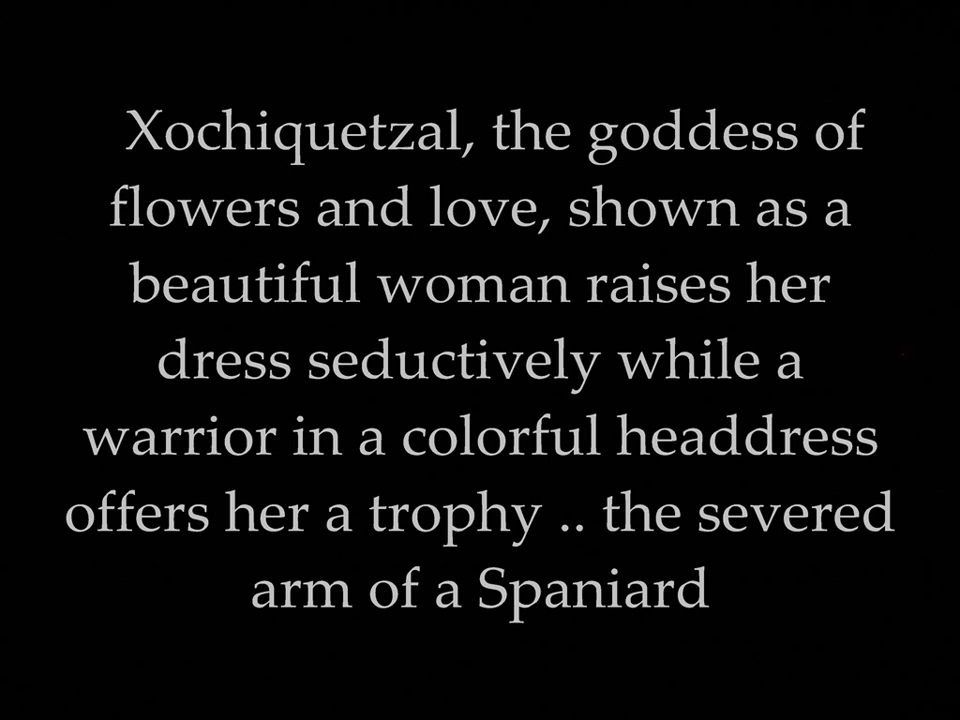 Xochiquetzal, the goddess of
flowers and love, shown as a
beautiful woman raises her
dress seductively while a
warrior in a colorful headdress
offers her a trophy .. the severed
arm of a Spaniard